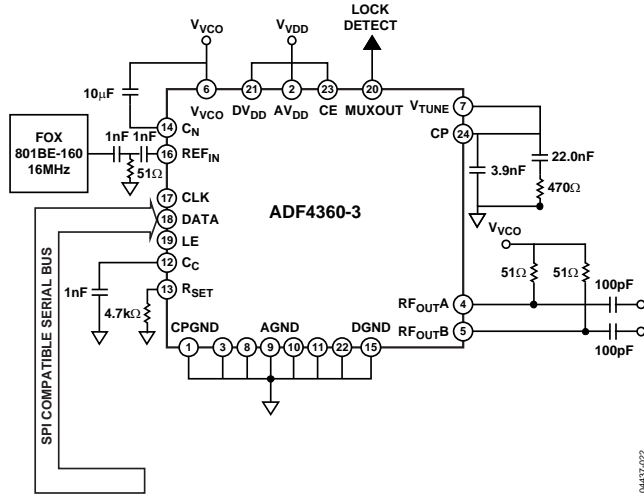 LOCK
DETECT
VVCO
VVDD
10µF
6
21
2
23
20
VVCO
DVDD
AVDD
CE
MUXOUT
VTUNE
7
CP
24
14
CN
FOX
801BE-160
16MHz
1nF
1nF
16
REFIN
51Ω
3.9nF
22.0nF
470Ω
17
CLK
18
DATA
19
LE
ADF4360-3
12
CC
13
RSET
1nF
4.7kΩ
VVCO
51Ω
51Ω
100pF
RFOUTA
4
RFOUTB
5
100pF
CPGND
AGND
DGND
1
3
8
9
10
11
22
15
SPI COMPATIBLE SERIAL BUS
04437-022